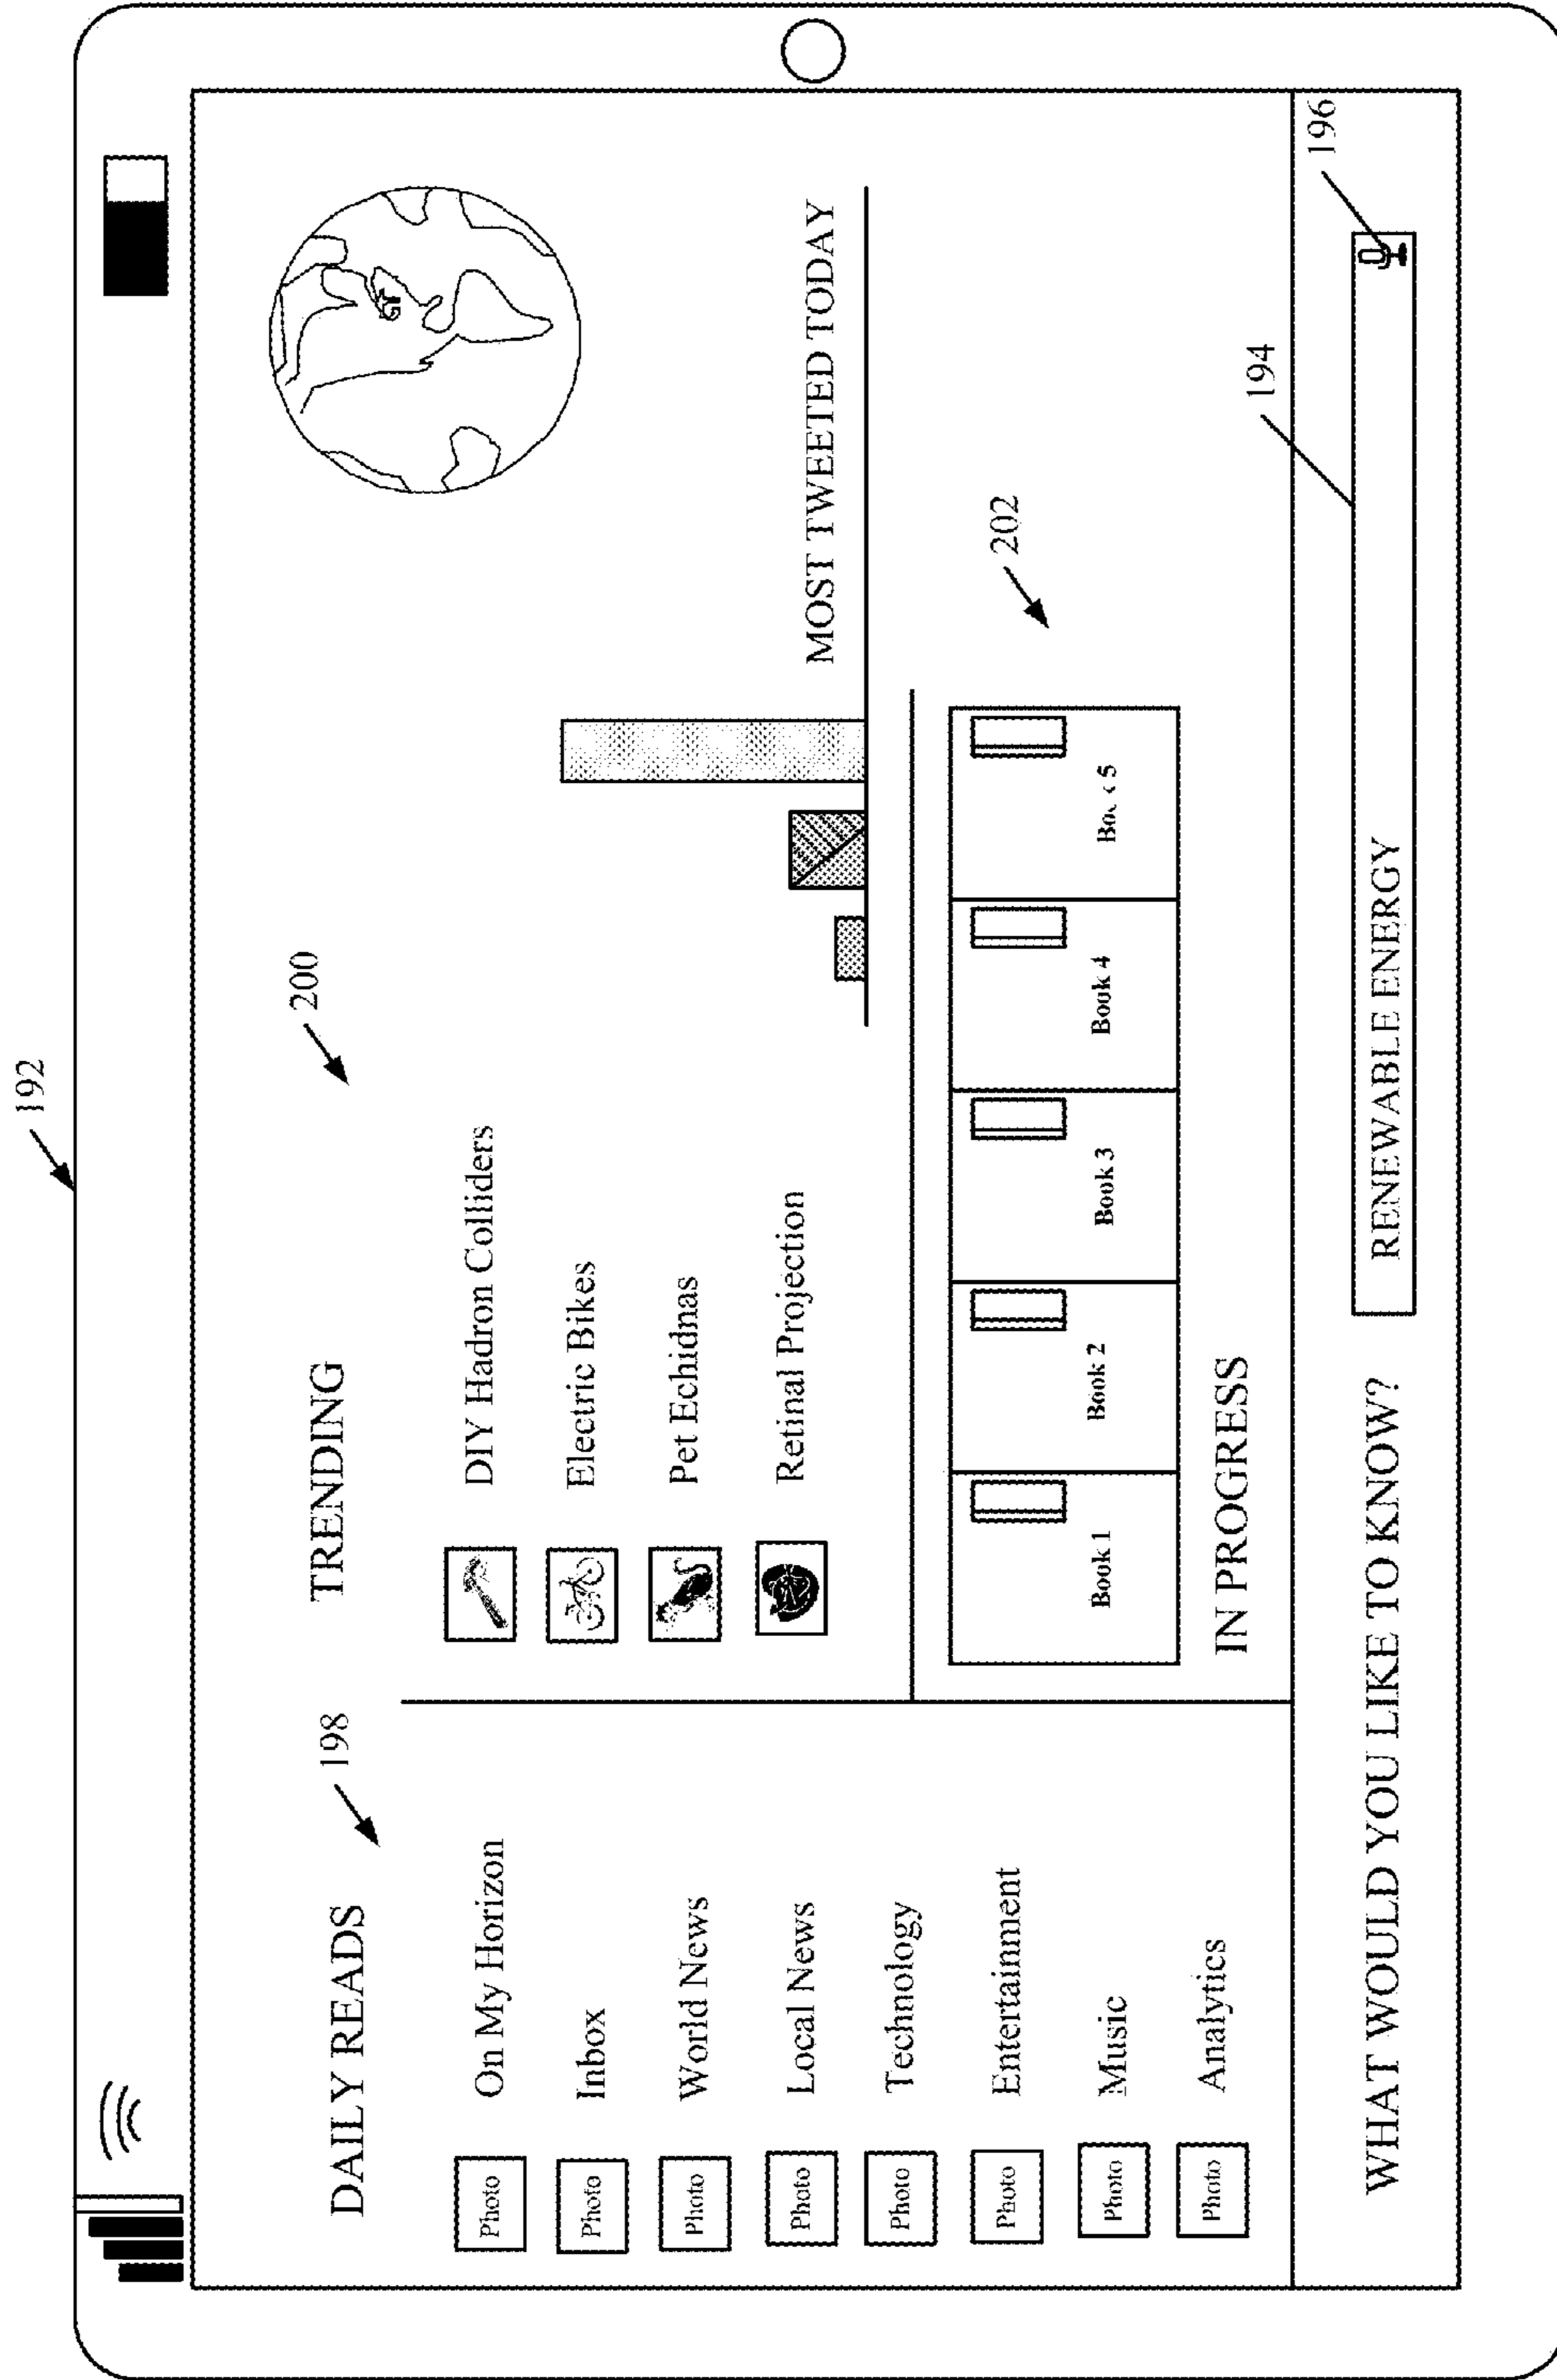 192
DAILY READS
198
On My Horizon
Photo
Inbox
Photo
World News
Photo
Local News
Photo
Technology
Photo
Entertainment
Photo
Music
Photo
Analytics
Photo
TRENDING
200
DIY Hadron Colliders
Electric Bikes
Pet Echidnas
Retinal Projection
MOST TWEETED TODAY
202
Book 1
Book 2
Book 3
Book 4
5
IN PROGRESS
WHAT WOULD YOU LIKE TO KNOW?
RENEWABLE ENERGY
194
196